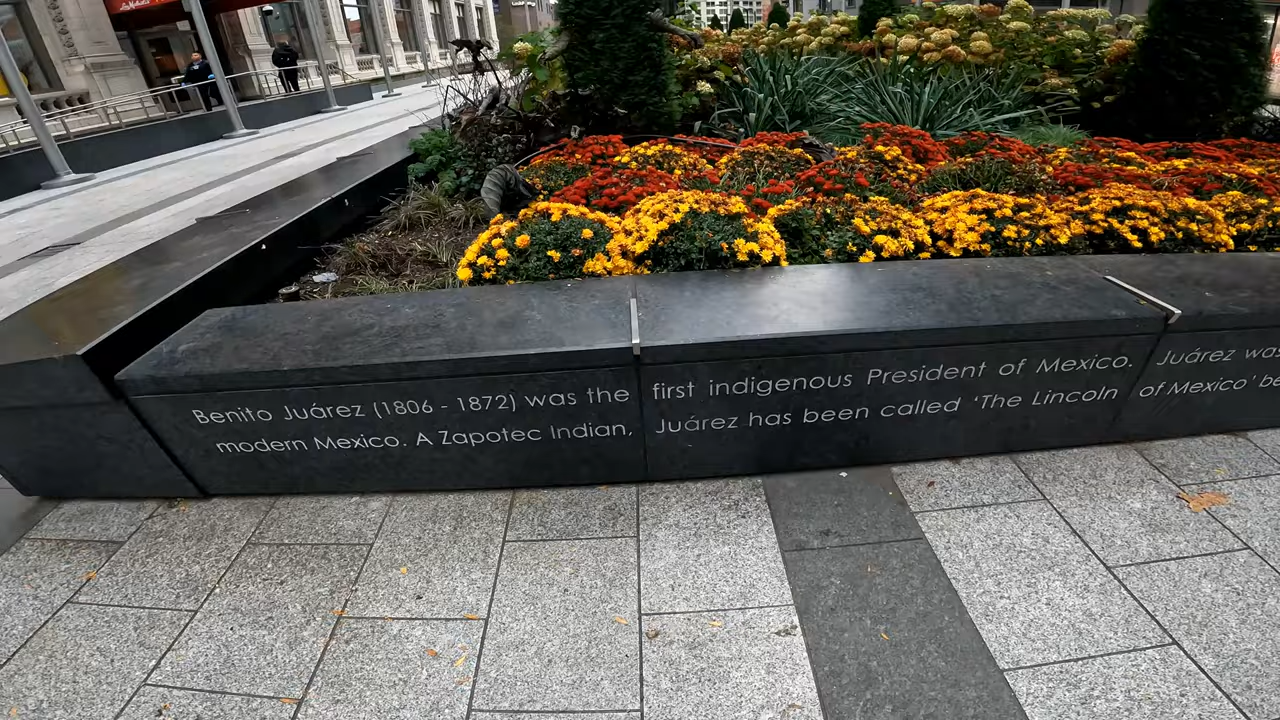 Benito Juárez (1806 - 1872) was the first indigenous President of Mexico. Juárez was
modern Mexico. A Zapotec Indian, Juárez has been called ‘The Lincoln of Mexico’